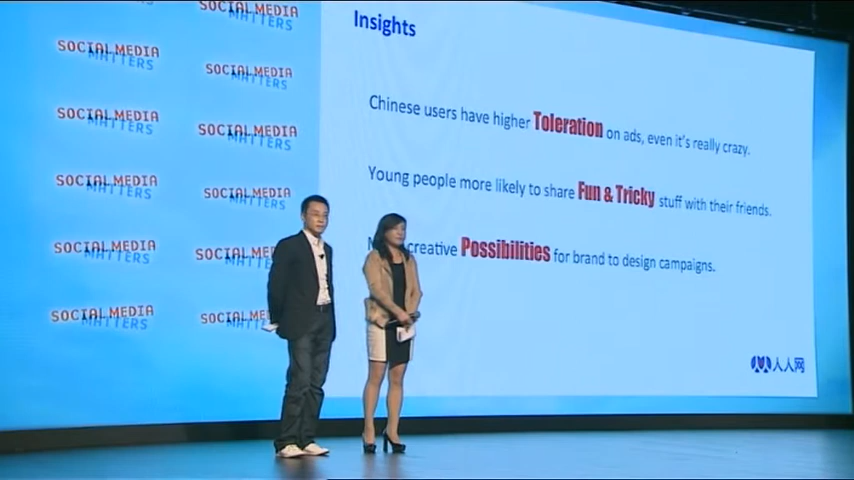 Insights
Chinese users have higher Toleration on ads, even it's really crazy.
Young people more likely to share Fun & Tricky stuff with their friends.
creative Possibilities for brand to design campaigns.
人人网
SOCIAL MEDIA
MATTERS
SOCIAL MEDIA
MATTERS
SOCIAL MEDIA
MATTERS
SOCIAL MEDIA
MATTERS
SOCIAL MEDIA
MATTERS
SOCIAL MEDIA
MATTERS
SOCIAL MEDIA
MATTERS
SOCIAL MEDIA
MATTERS
SOCIAL MEDIA
MATTERS
SOCIAL MEDIA
MATTERS